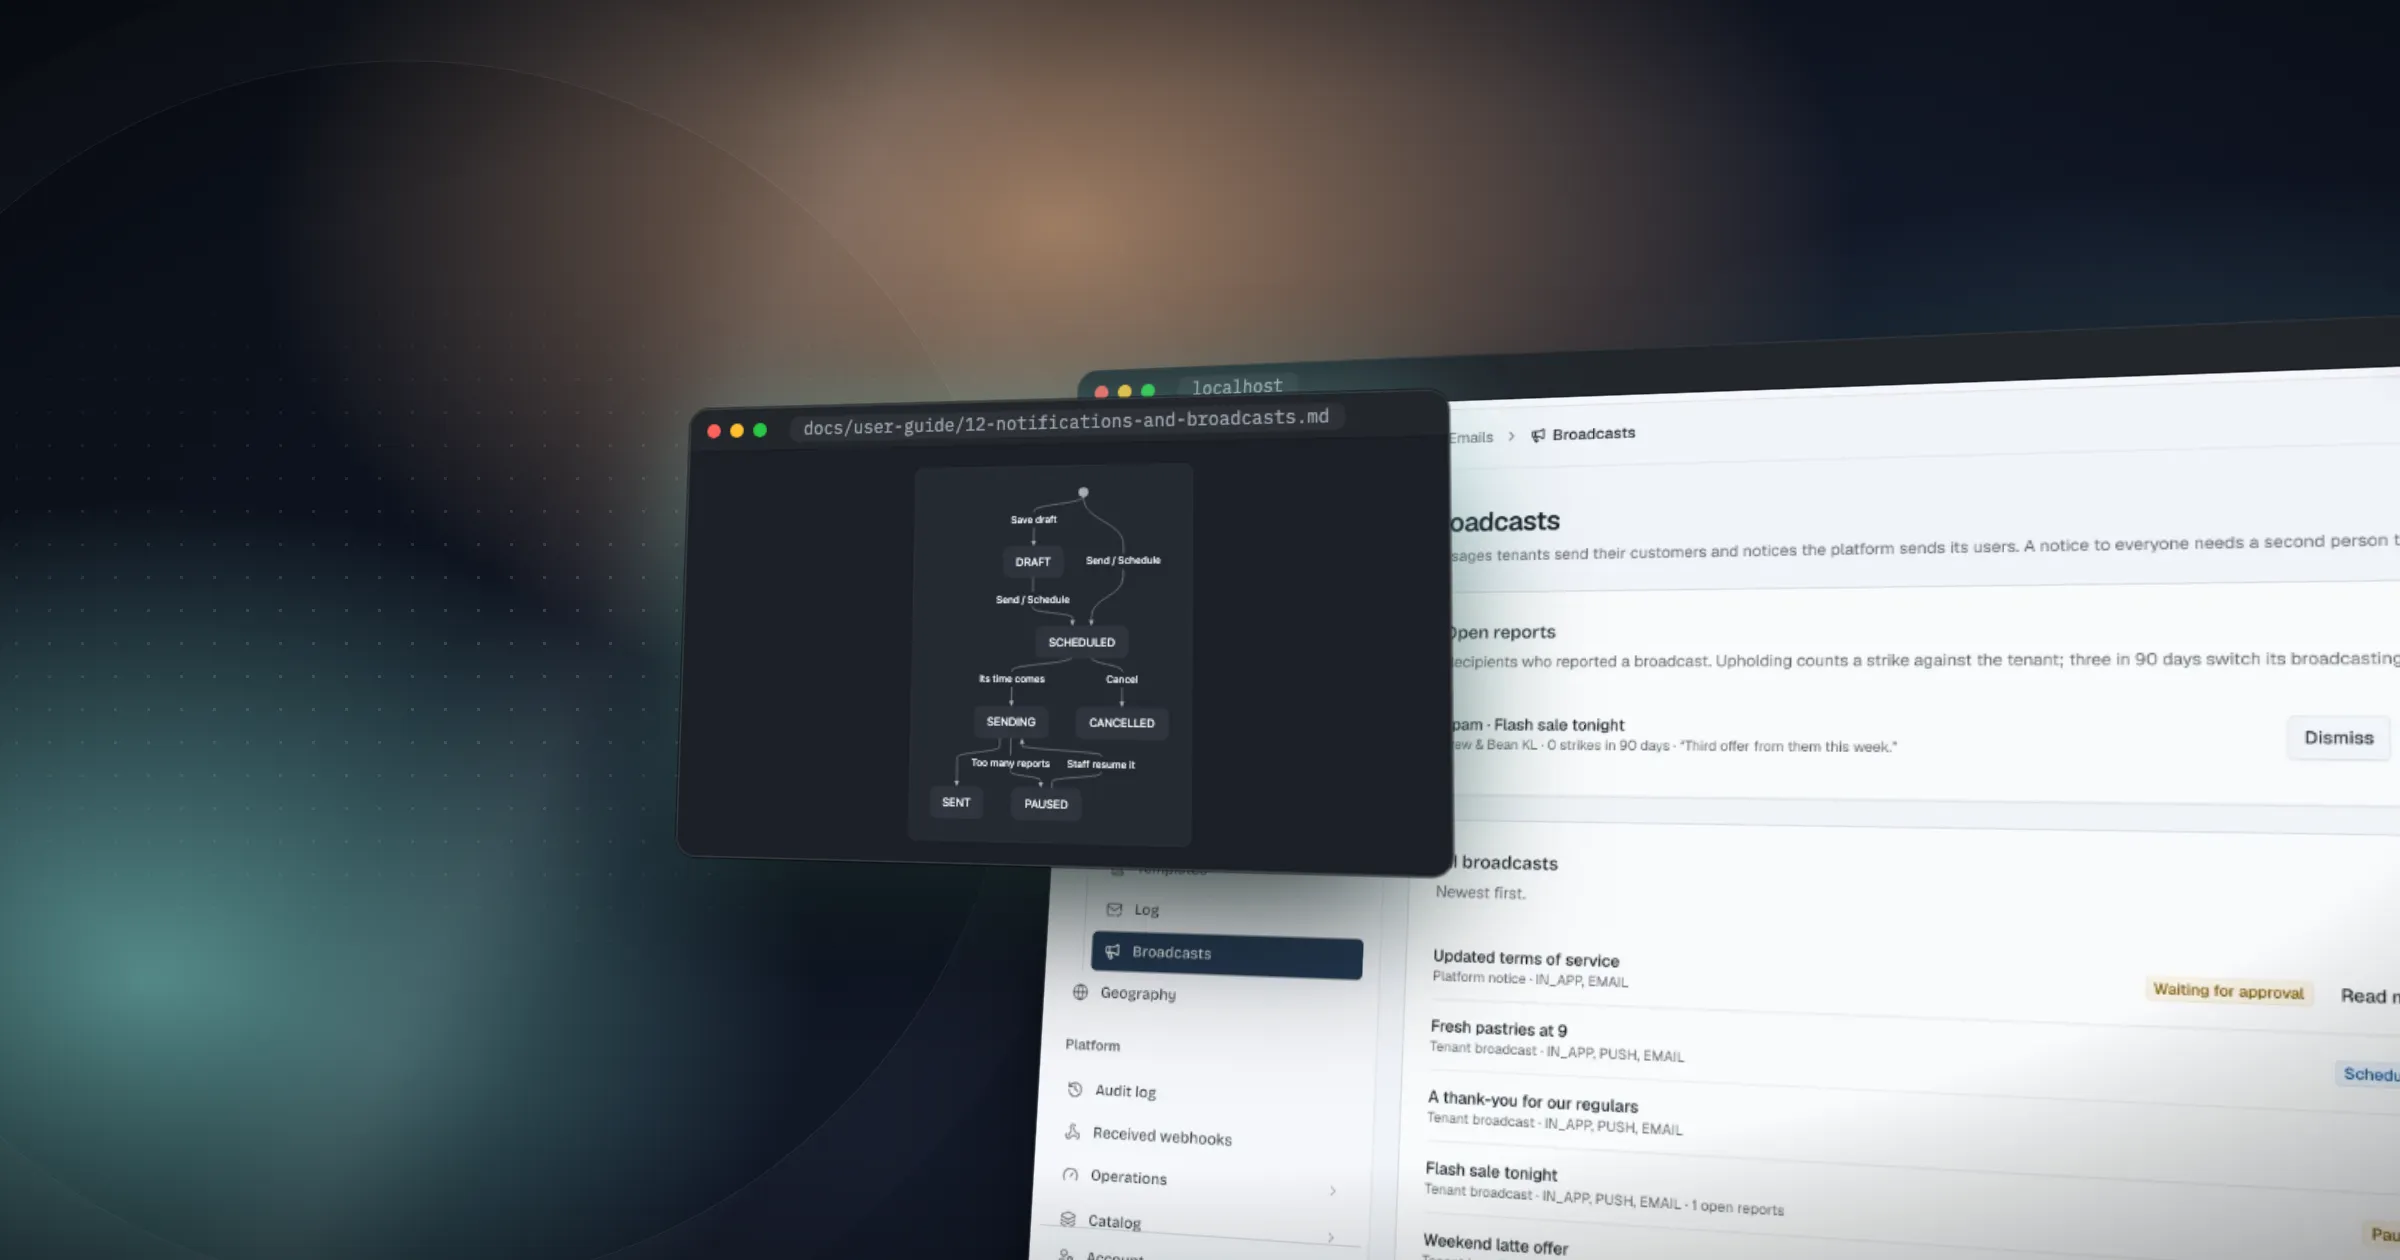 localhost
docs/user-guide/12-notifications-and-broadcasts.md
Save draft
DRAFT
Send / Schedule
Send / Schedule
SCHEDULED
Its time comes
Cancel
SENDING
CANCELLED
Too many reports
Staff resume it
SENT
PAUSED
Emails > Broadcasts
oadcasts
sages tenants send their customers and notices the platform sends its users. A notice to everyone needs a second person
Open reports
ecipients who reported a broadcast. Upholding counts a strike against the tenant; three in 90 days switch its broadcasting
pam · Flash sale tonight
ew & Bean KL · 0 strikes in 90 days · "Third offer from them this week."
Dismiss
broadcasts
Newest first.
Log
Broadcasts
Geography
Platform
Audit log
Received webhooks
Operations
Catalog
Updated terms of service
Platform notice · IN_APP, EMAIL
Waiting for approval
Read
Fresh pastries at 9
Tenant broadcast · IN_APP, PUSH, EMAIL
Schedu
A thank-you for our regulars
Tenant broadcast · IN_APP, PUSH, EMAIL
Flash sale tonight
Tenant broadcast · IN_APP, PUSH, EMAIL · 1 open reports
Pau
Weekend latte offer